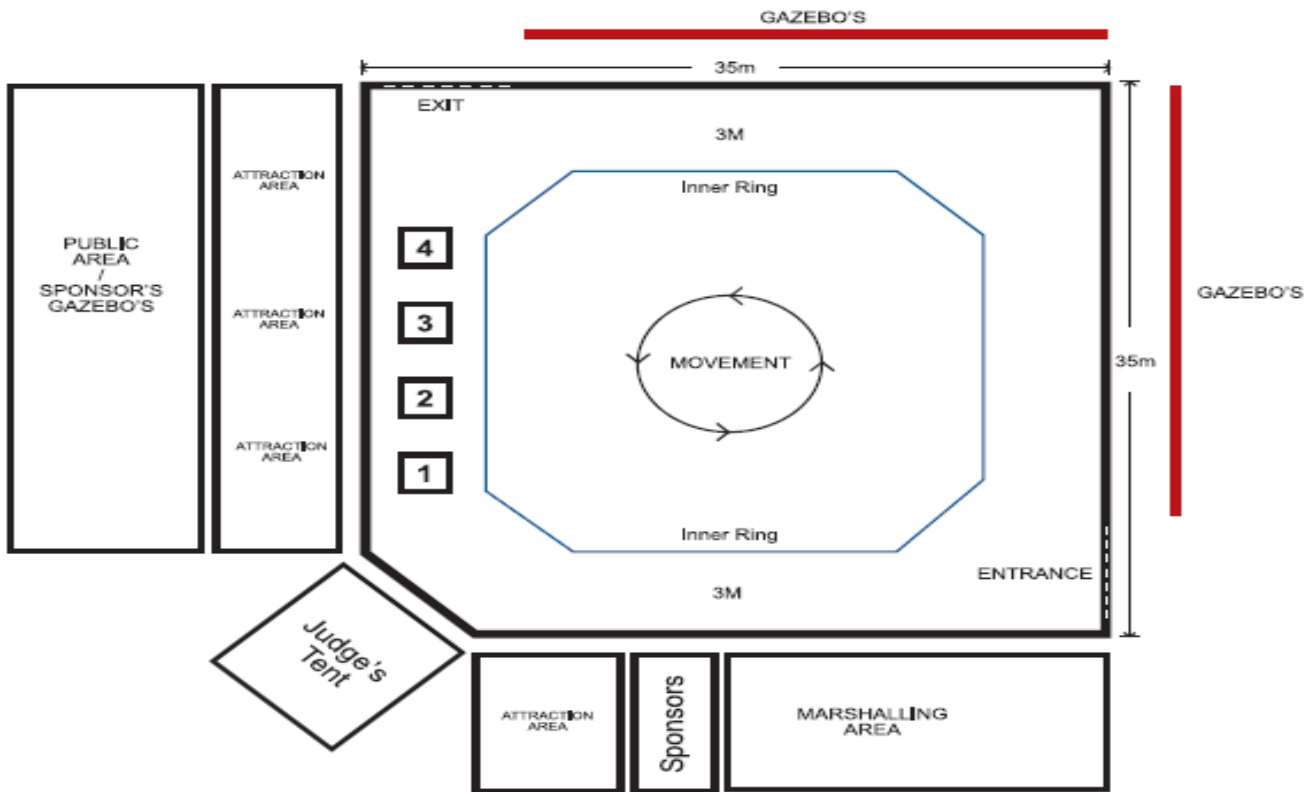 GAZEBO'S
35m
EXIT
3M
ATTRACTION
AREA
Inner Ring
PUBLIC
AREA
/
SPONSOR'S
GAZEBO'S
4
GAZEBO'S
ATTRACTION
AREA
3
MOVEMENT
35m
2
ATTRACTION
AREA
1
Inner Ring
ENTRANCE
3M
Judge's
Tent
ATTRACTION
AREA
Sponsors
MARSHALLING
AREA